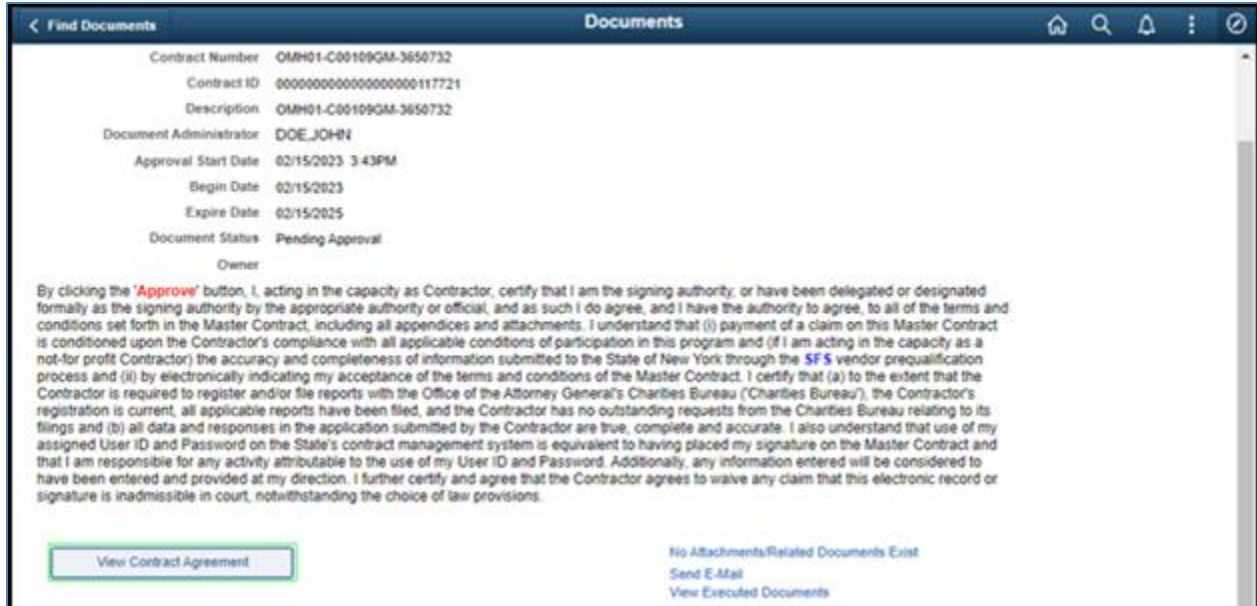 Find Documents
Documents
Contract Number OMH01-C00109GM-3650732
Contract ID 0000000000000000000117721
Description OMH01-C00109GM-3650732
Document Administrator DOE,JOHN
Approval Start Date 02/15/2023 3:43PM
Begin Date 02/15/2023
Expire Date 02/15/2025
Document Status Pending Approval
Owner
By clicking the 'Approve' button, I, acting in the capacity as Contractor, certify that I am the signing authority, or have been delegated or designated
formally as the signing authority by the appropriate authority or official, and as such I do agree, and I have the authority to agree, to all of the terms and
conditions set forth in the Master Contract, including all appendices and attachments. I understand that (i) payment of a claim on this Master Contract
is conditioned upon the Contractor's compliance with all applicable conditions of participation in this program and (if I am acting in the capacity as a
not-for profit Contractor) the accuracy and completeness of information submitted to the State of New York through the SFS vendor prequalification
process and (ii) by electronically indicating my acceptance of the terms and conditions of the Master Contract. I certify that (a) to the extent that the
Contractor is required to register and/or file reports with the Office of the Attorney General's Charities Bureau ('Charities Bureau'), the Contractor's
registration is current, all applicable reports have been filed, and the Contractor has no outstanding requests from the Charities Bureau relating to its
filings and (b) all data and responses in the application submitted by the Contractor are true, complete and accurate. I also understand that use of my
assigned User ID and Password on the State's contract management system is equivalent to having placed my signature on the Master Contract and
that I am responsible for any activity attributable to the use of my User ID and Password. Additionally, any information entered will be considered to
have been entered and provided at my direction. I further certify and agree that the Contractor agrees to waive any claim that this electronic record or
signature is inadmissible in court, notwithstanding the choice of law provisions.
View Contract Agreement
No Attachments/Related Documents Exist
Send E-Mail
View Executed Documents